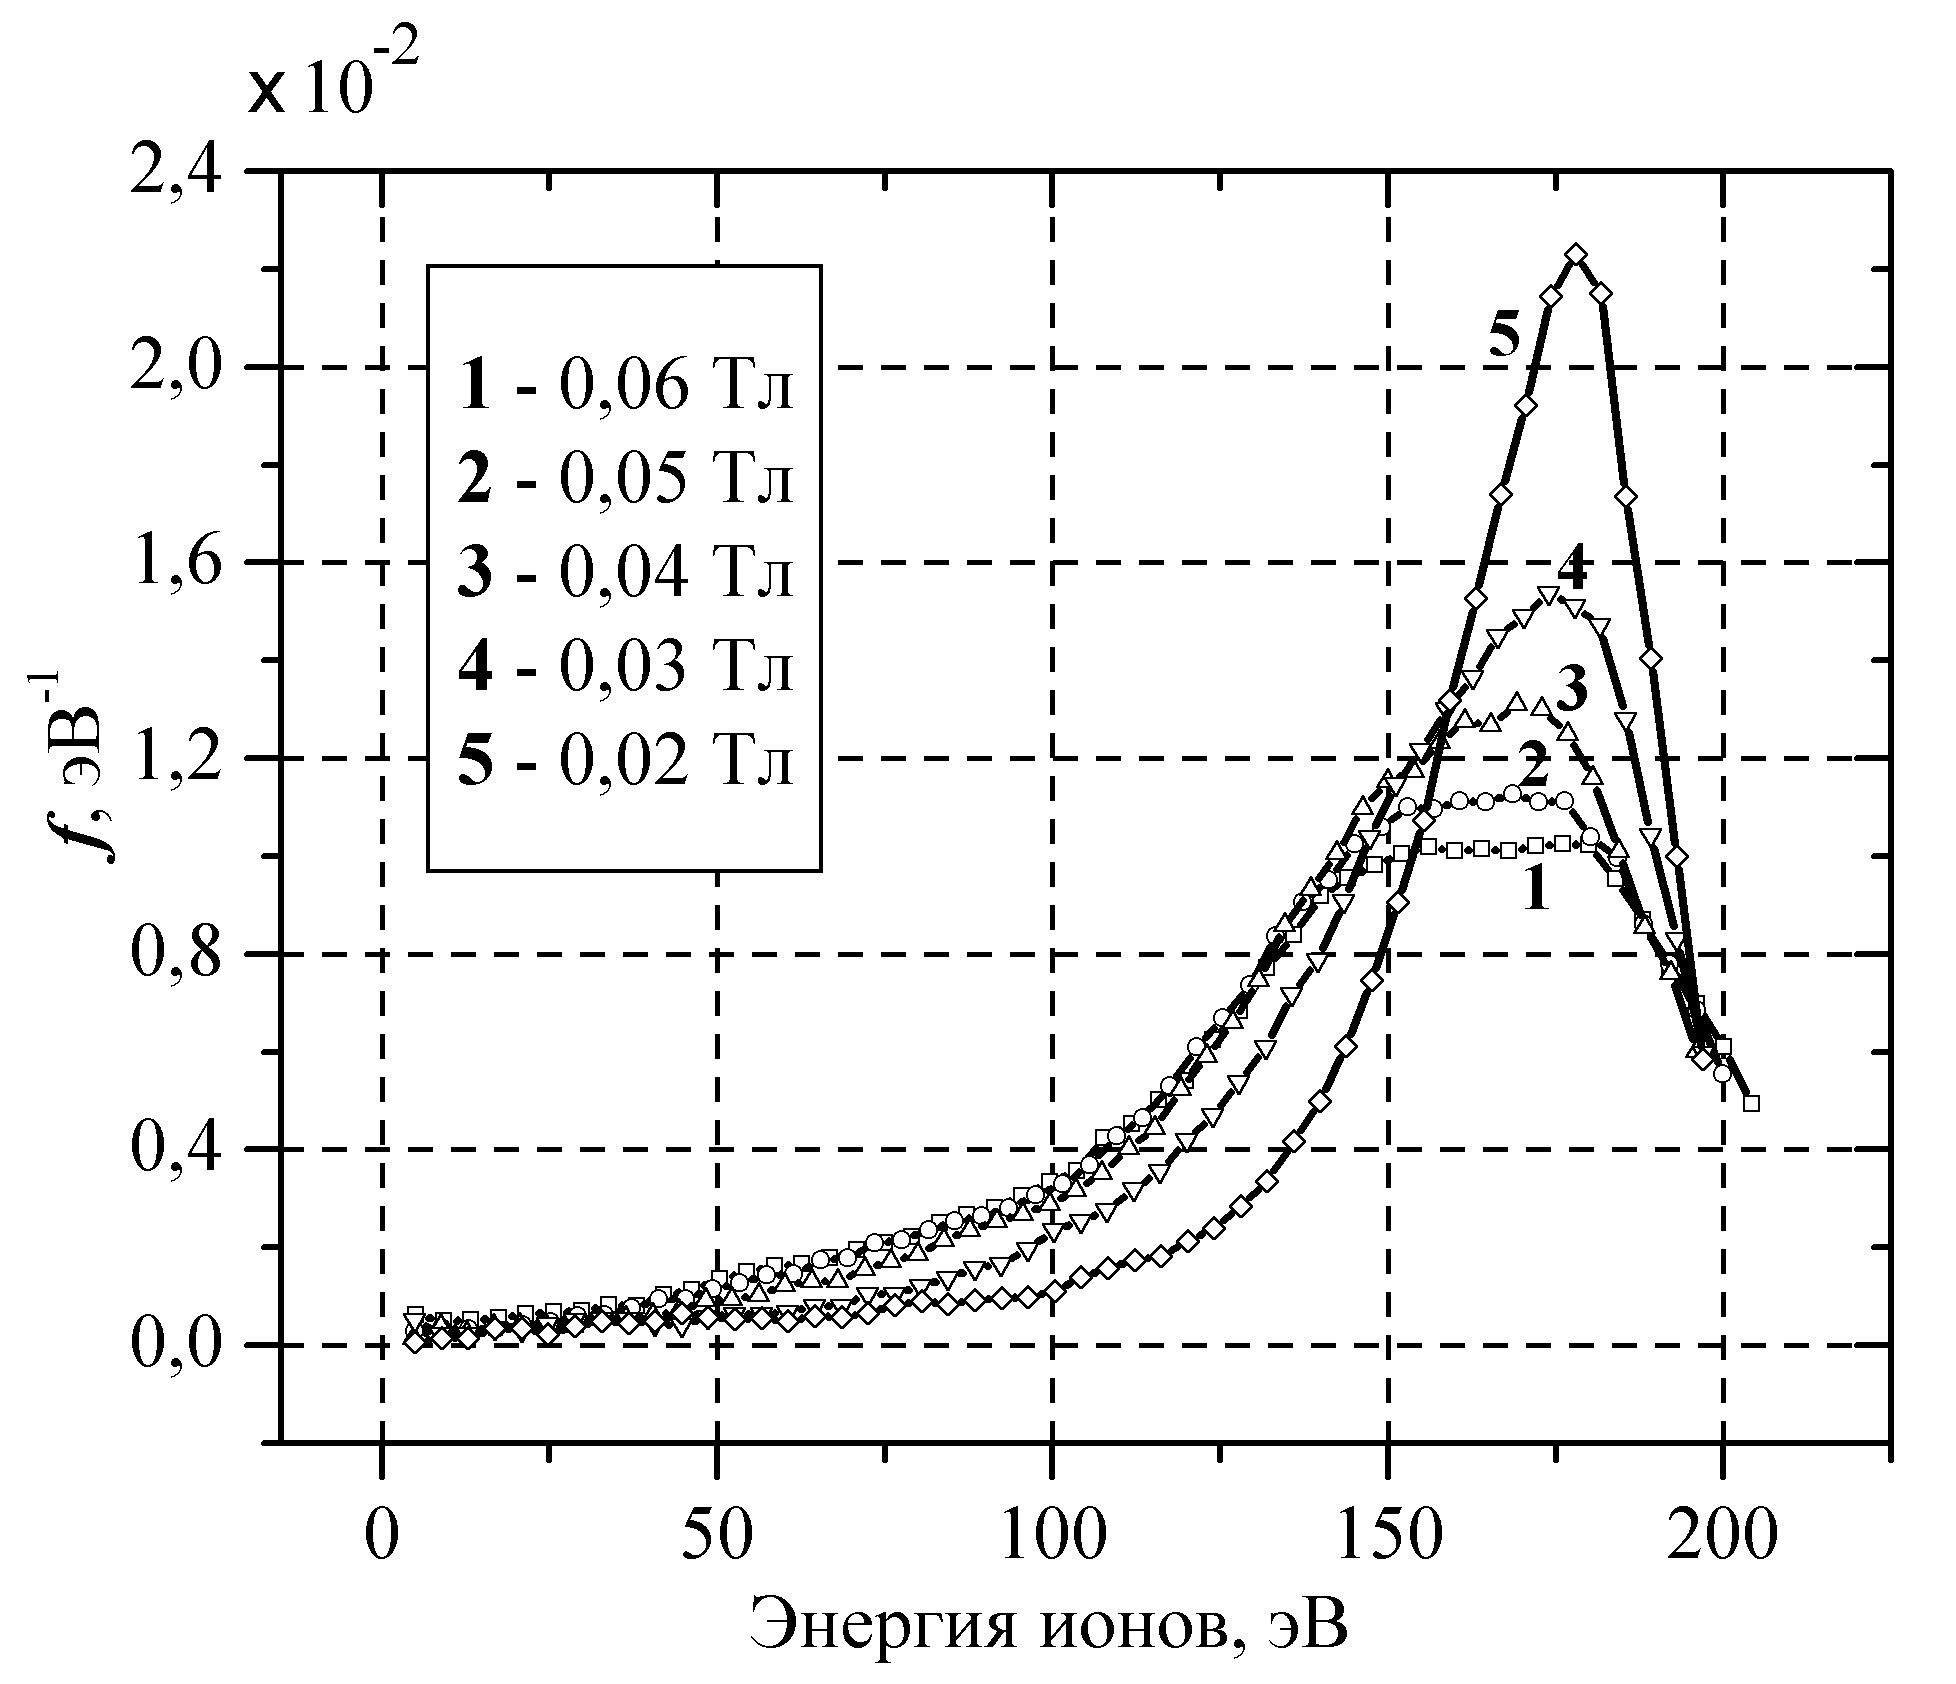 x 10-2
2,4
2,0
1,6
1,2
0,8
0,4
0,0
f, эВ-1
1 - 0,06 Тл
2 - 0,05 Тл
3 - 0,04 Тл
4 - 0,03 Тл
5 - 0,02 Тл
5
4
3
2
1
0 50 100 150 200
Энергия ионов, эВ